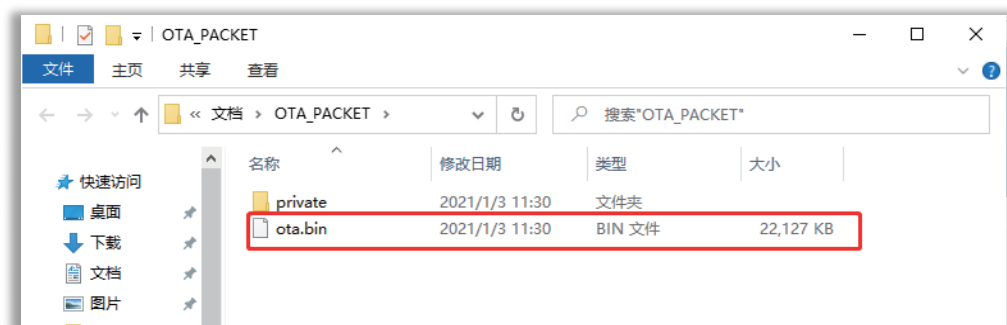 OTA_PACKET
文件 主页 共享 查看
« 文档 › OTA_PACKET › 搜索"OTA_PACKET"
名称 修改日期 类型 大小
快速访问
private 2021/1/3 11:30 文件夹
桌面
ota.bin 2021/1/3 11:30 BIN 文件 22,127 KB
下载
文档
图片